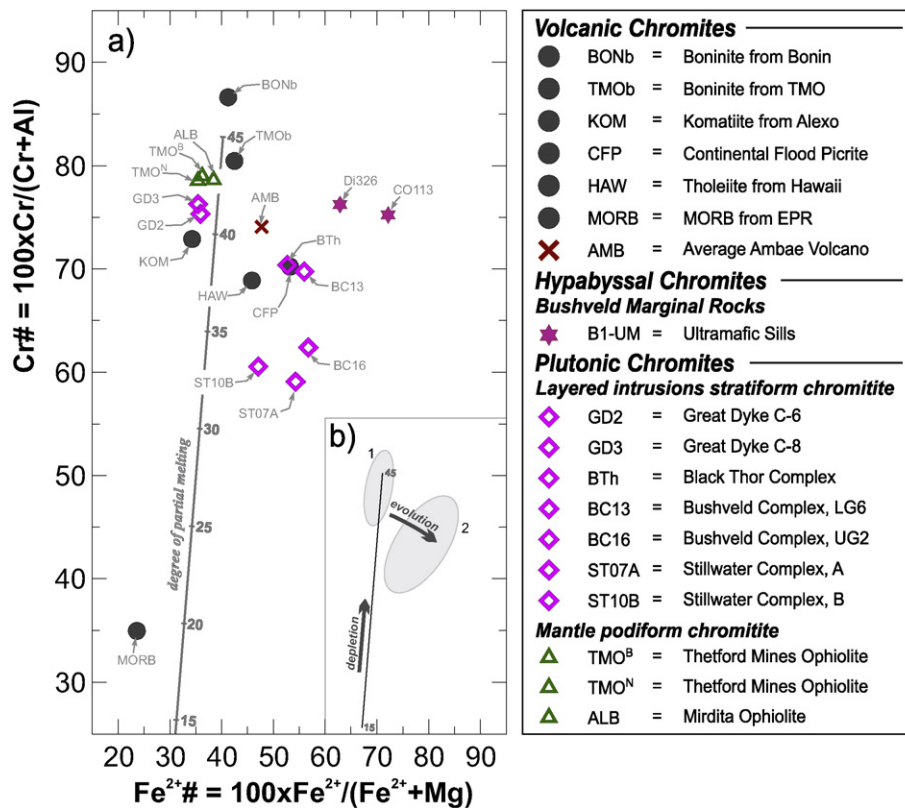 a)
Cr# = 100xCr/(Cr+Al)
90
80
70
60
50
40
30
20 30 40 50 60 70 80 90
Fe²⁺# = 100xFe²⁺/(Fe²⁺+Mg)
BONb
45
TMOb
ALB
TMOᴮ
TMOᴺ
GD3
GD2
KOM
AMB
Di326
CO113
40
BTh
BC13
HAW
CFP
35
BC16
ST10B
ST07A
30
25
degree of partial melting
20
MORB
15
b)
1
45
evolution
2
depletion
15
Volcanic Chromites
BONb = Boninite from Bonin
TMOb = Boninite from TMO
KOM = Komatiite from Alexo
CFP = Continental Flood Picrite
HAW = Tholeiite from Hawaii
MORB = MORB from EPR
AMB = Average Ambae Volcano
Hypabyssal Chromites
Bushveld Marginal Rocks
B1-UM = Ultramafic Sills
Plutonic Chromites
Layered intrusions stratiform chromitite
GD2 = Great Dyke C-6
GD3 = Great Dyke C-8
BTh = Black Thor Complex
BC13 = Bushveld Complex, LG6
BC16 = Bushveld Complex, UG2
ST07A = Stillwater Complex, A
ST10B = Stillwater Complex, B
Mantle podiform chromitite
TMOᴮ = Thetford Mines Ophiolite
TMOᴺ = Thetford Mines Ophiolite
ALB = Mirdita Ophiolite